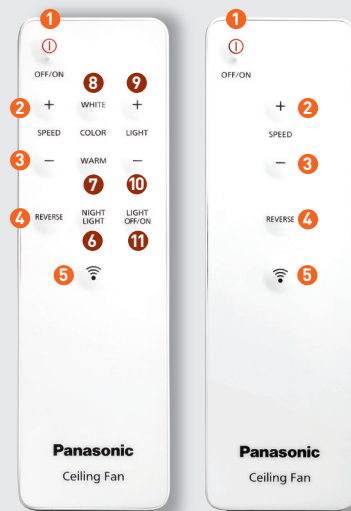 1
OFF/ON
8 9
2 + WHITE +
SPEED COLOR LIGHT
3 − WARM −
7 10
4 REVERSE NIGHT LIGHT LIGHT OFF/ON
6 11
5
Panasonic
Ceiling Fan
1
OFF/ON
+ 2
SPEED
− 3
REVERSE 4
5
Panasonic
Ceiling Fan